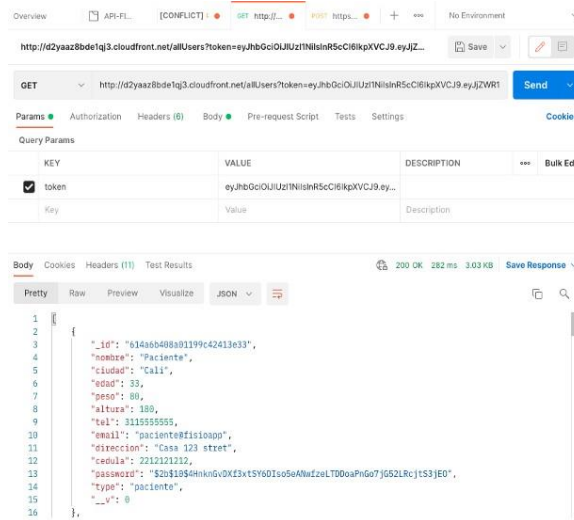 Overview API-FI... [CONFLICT] GET http://... POST https... + ooo No Environment
http://d2yaaz8bde1qj3.cloudfront.net/allUsers?token=eyJhbGciOiJIUzI1NiIsInR5cCI6IkpXVCJ9.eyJjZ... Save
GET http://d2yaaz8bde1qj3.cloudfront.net/allUsers?token=eyJhbGciOiJIUzI1NiIsInR5cCI6IkpXVCJ9.eyJjZWR1 Send
Params Authorization Headers (6) Body Pre-request Script Tests Settings Cookie
Query Params
KEY VALUE DESCRIPTION ooo Bulk Ed
token eyJhbGciOiJIUzI1NiIsInR5cCI6IkpXVCJ9.ey...
Key Value Description
Body Cookies Headers (11) Test Results 200 OK 282 ms 3.03 KB Save Response
Pretty Raw Preview Visualize JSON
1 [
2 {
3 "_id": "614a6b408a01199c42413e33",
4 "nombre": "Paciente",
5 "ciudad": "Cali",
6 "edad": 33,
7 "peso": 80,
8 "altura": 180,
9 "tel": 3115555555,
10 "email": "paciente@fisioapp",
11 "direccion": "Casa 123 stret",
12 "cedula": 2212121212,
13 "password": "$2b$10$4HnknGvDXf3xtSY6DIso5eANwfzeLTDDoaPnGo7jG52LRcjtS3jEO",
14 "type": "paciente",
15 "__v": 0
16 },